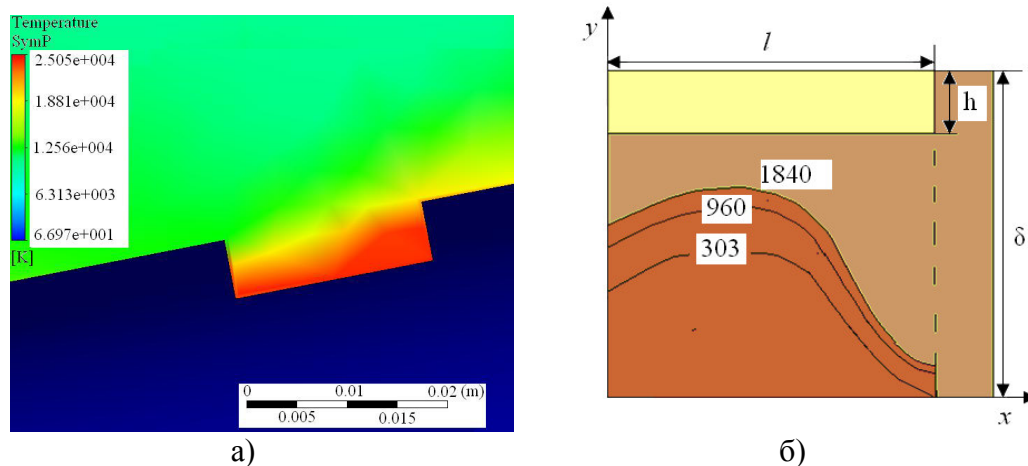 Temperature
SymP
2.505e+004
1.881e+004
1.256e+004
6.313e+003
6.697e+001
[K]
0 0.01 0.02 (m)
0.005 0.015
а)
y
l
h
1840
960
303
δ
x
б)